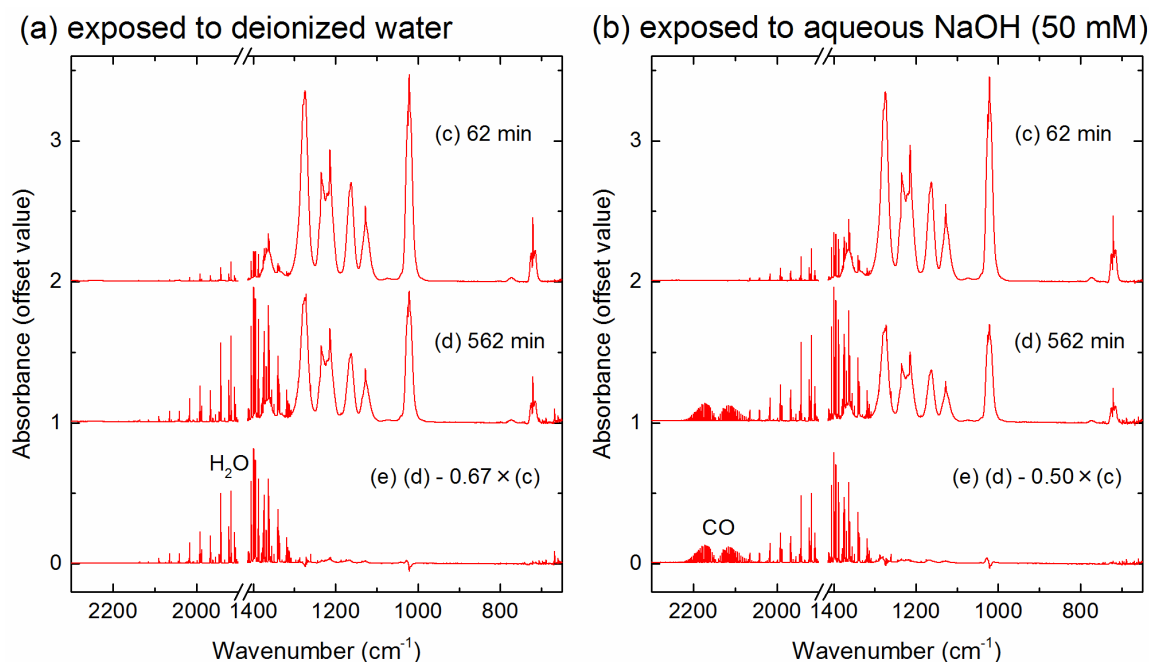 (a) exposed to deionized water
(b) exposed to aqueous NaOH (50 mM)
Absorbance (offset value)
3
2
1
0
(c) 62 min
(d) 562 min
H₂O
(e) (d) - 0.67 × (c)
2200 2000 1400 1200 1000 800
Wavenumber (cm⁻¹)
Absorbance (offset value)
3
2
1
0
(c) 62 min
(d) 562 min
CO
(e) (d) - 0.50 × (c)
2200 2000 1400 1200 1000 800
Wavenumber (cm⁻¹)